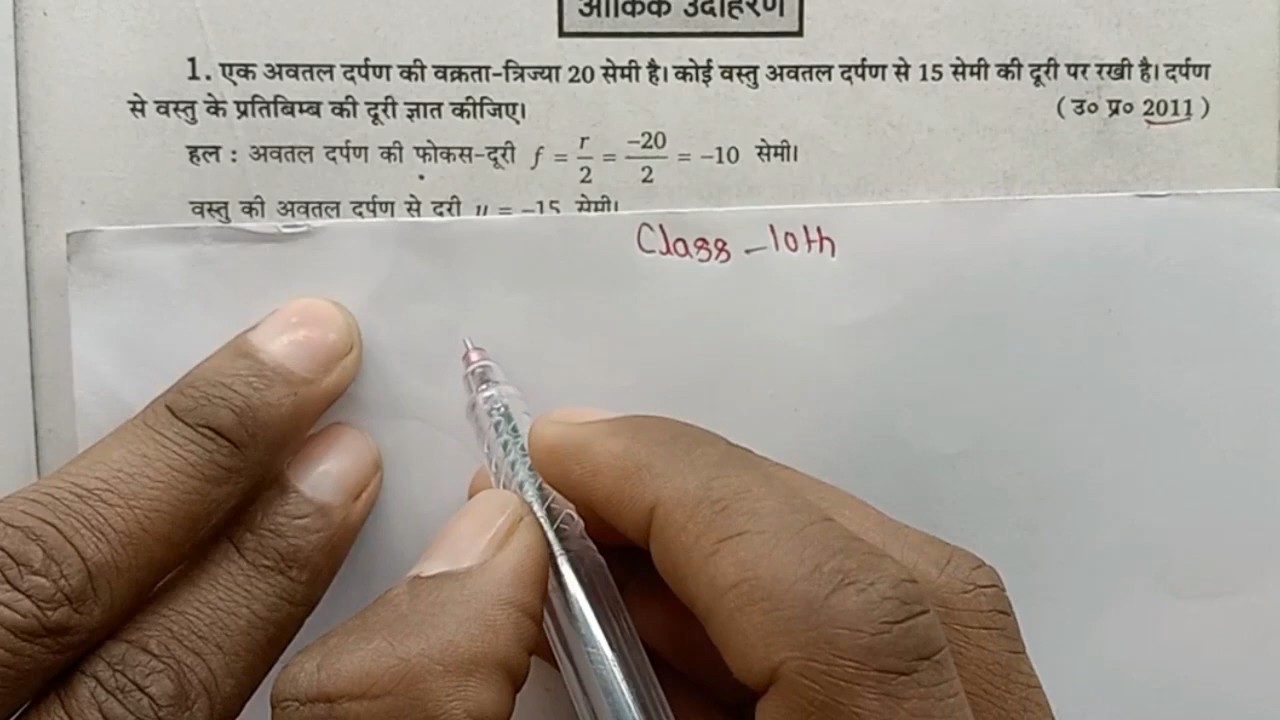 आंकिक उदाहरण
1. एक अवतल दर्पण की वक्रता-त्रिज्या 20 सेमी है। कोई वस्तु अवतल दर्पण से 15 सेमी की दूरी पर रखी है। दर्पण
से वस्तु के प्रतिबिम्ब की दूरी ज्ञात कीजिए। ( उ० प्र० 2011 )
हल : अवतल दर्पण की फोकस-दूरी f = r/2 = -20/2 = -10 सेमी।
वस्तु की अवतल दर्पण से दूरी u = -15 सेमी।
Class - 10th